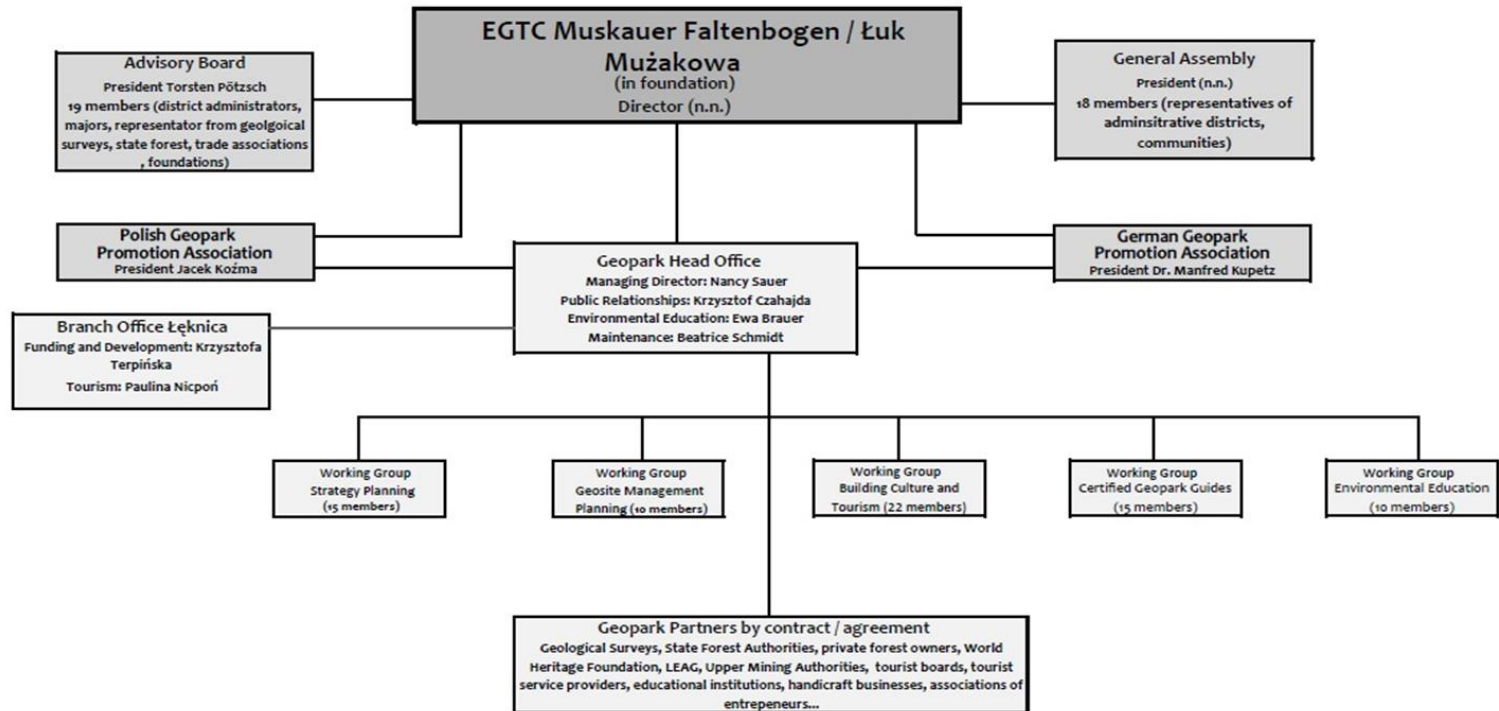 EGTC Muskauer Faltenbogen / Łuk
Mużakowa
(in foundation)
Director (n.n.)
Advisory Board
President Torsten Pötzsch
19 members (district administrators,
majors, representator from geolgoical
surveys, state forest, trade associations
, foundations)
General Assembly
President (n.n.)
18 members (representatives of
adminsitrative districts,
communities)
Polish Geopark
Promotion Association
President Jacek Koźma
German Geopark
Promotion Association
President Dr. Manfred Kupetz
Geopark Head Office
Managing Director: Nancy Sauer
Public Relationships: Krzysztof Czahajda
Environmental Education: Ewa Brauer
Maintenance: Beatrice Schmidt
Branch Office Łęknica
Funding and Development: Krzysztofa
Terpińska
Tourism: Paulina Nicpoń
Working Group
Strategy Planning
(15 members)
Working Group
Geosite Management
Planning (10 members)
Working Group
Building Culture and
Tourism (22 members)
Working Group
Certified Geopark Guides
(15 members)
Working Group
Environmental Education
(10 members)
Geopark Partners by contract / agreement
Geological Surveys, State Forest Authorities, private forest owners, World
Heritage Foundation, LEAG, Upper Mining Authorities, tourist boards, tourist
service providers, educational institutions, handicraft businesses, associations of
entrepeneurs...